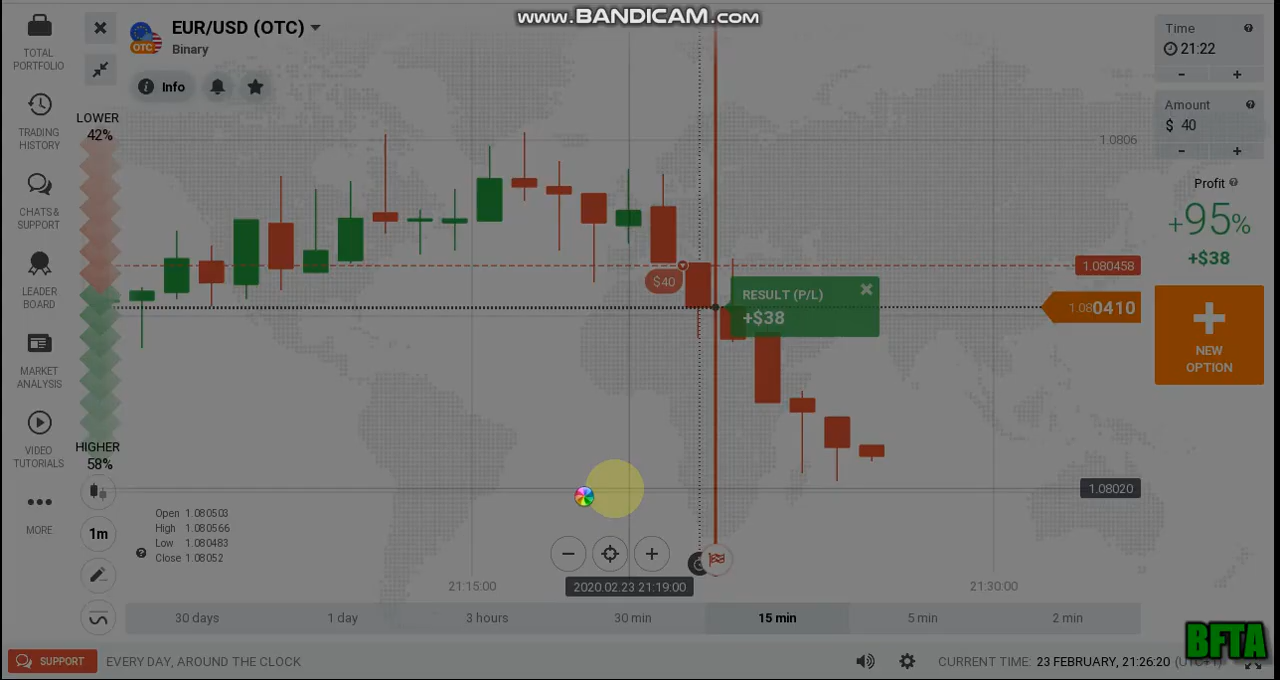 www.BANDICAM.com
TOTAL
PORTFOLIO
TRADING
HISTORY
CHATS &
SUPPORT
LEADER
BOARD
MARKET
ANALYSIS
VIDEO
TUTORIALS
MORE
EUR/USD (OTC)
OTC
Binary
Info
LOWER
42%
HIGHER
58%
1m
Open 1.080503
High 1.080566
Low 1.080483
Close 1.08052
$40
RESULT (P/L)
+$38
1.0806
1.080458
1.080410
1.08020
2020.02.23 21:19:00
21:15:00
21:30:00
30 days
1 day
3 hours
30 min
15 min
5 min
2 min
Time
21:22
- +
Amount
$ 40
- +
Profit
+95%
+$38
NEW
OPTION
BFTA
SUPPORT
EVERY DAY, AROUND THE CLOCK
CURRENT TIME: 23 FEBRUARY, 21:26:20